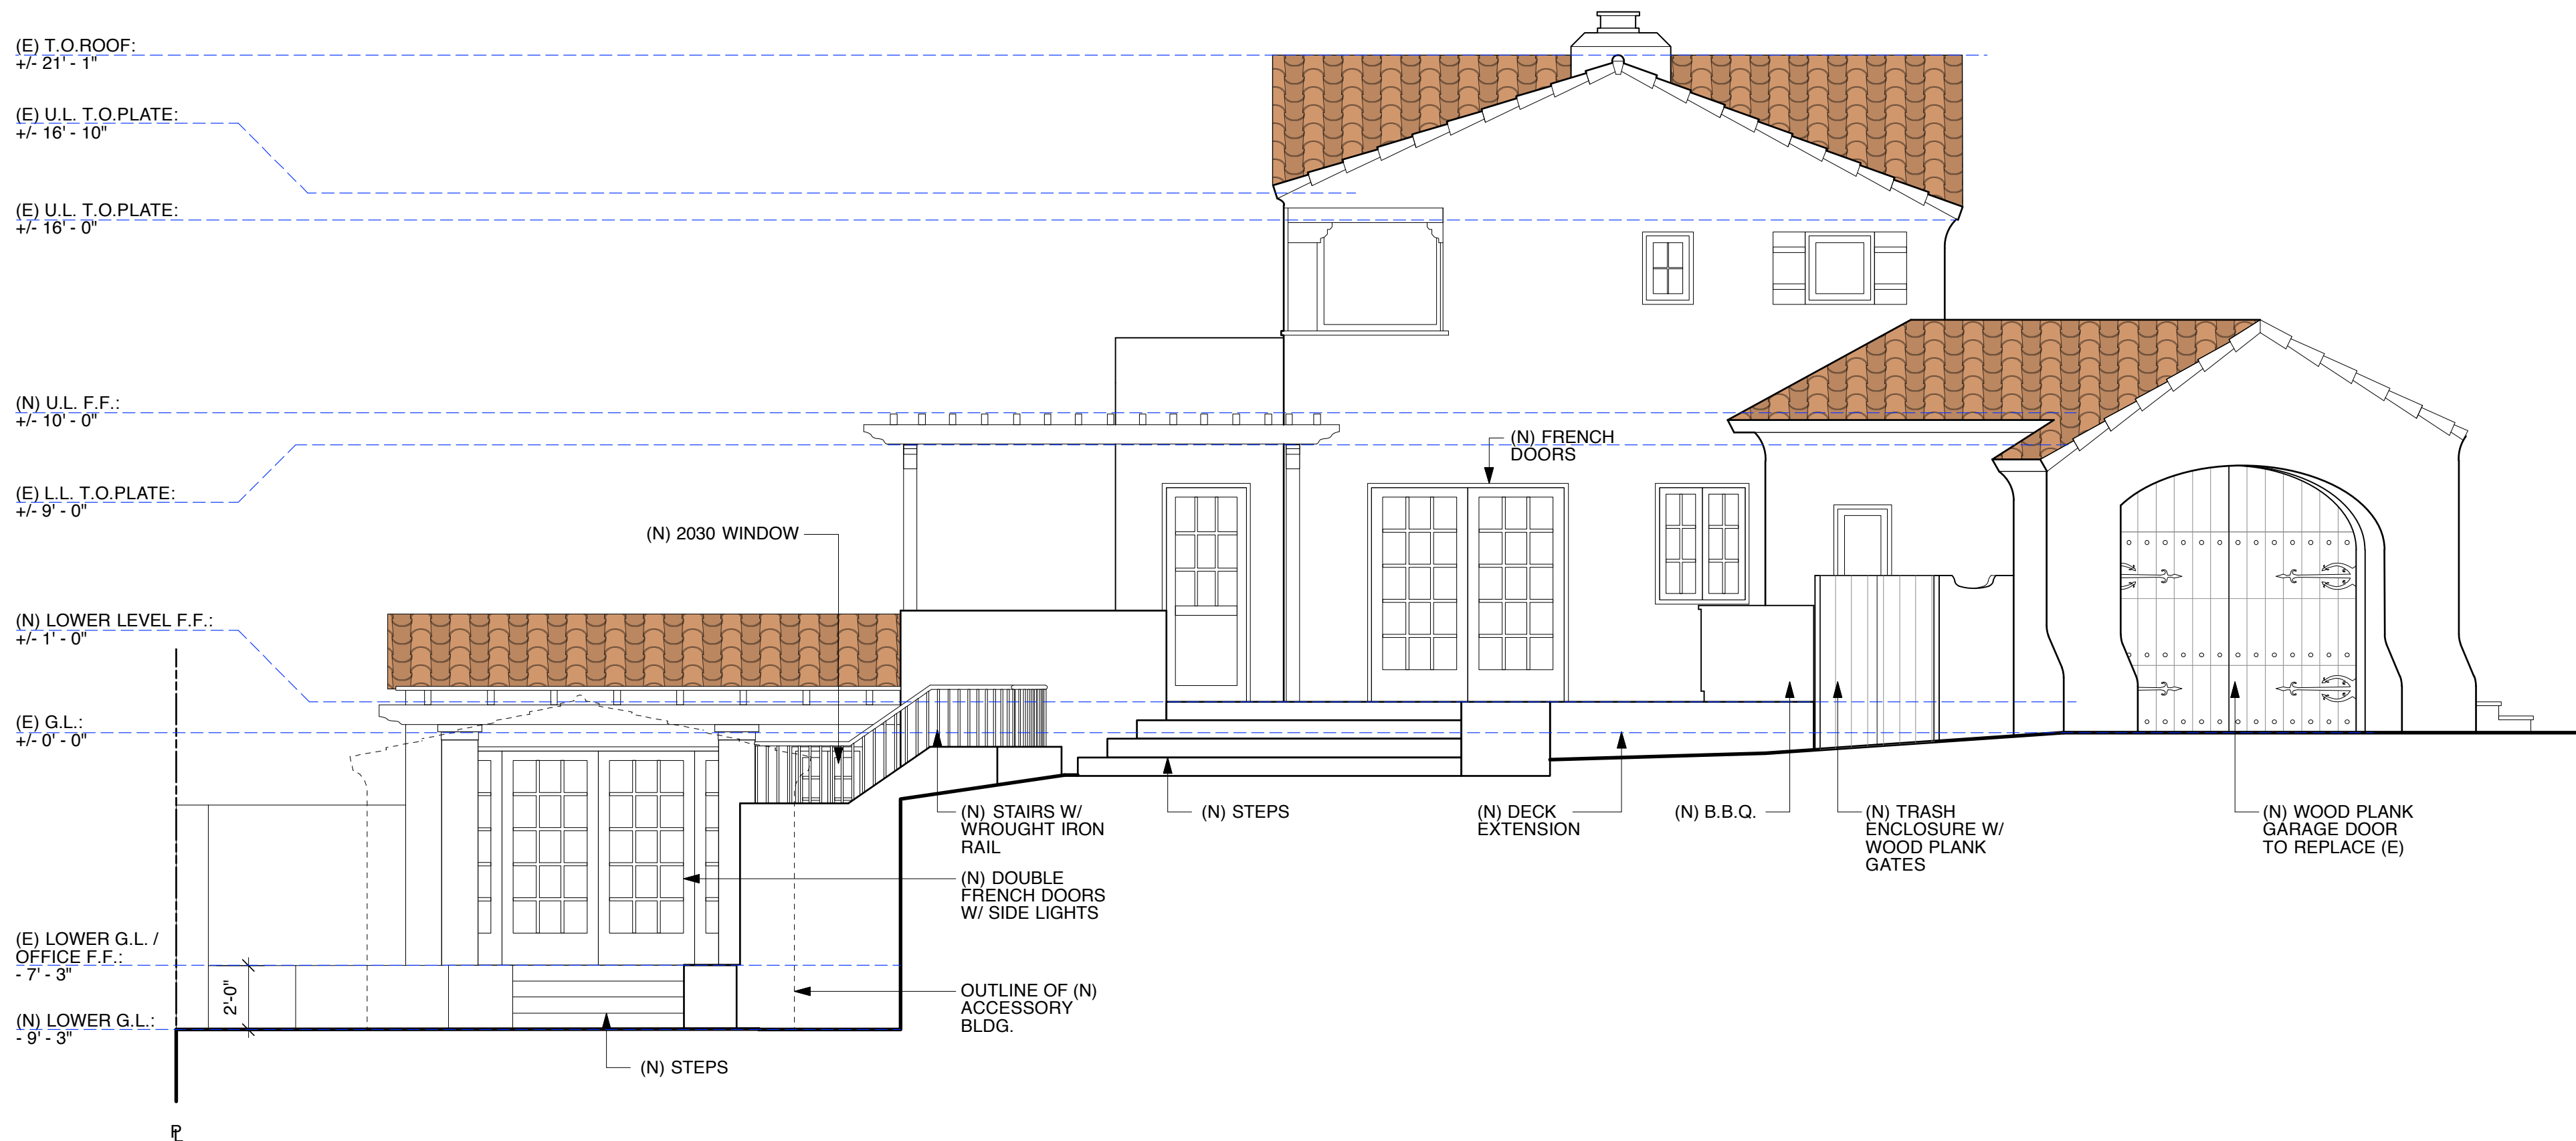 (E) T.O.ROOF:
+/- 21' - 1"
(E) U.L. T.O.PLATE:
+/- 16' - 10"
(E) U.L. T.O.PLATE:
+/- 16' - 0"
(N) U.L. F.F.:
+/- 10' - 0"
(E) L.L. T.O.PLATE:
+/- 9' - 0"
(N) LOWER LEVEL F.F.:
+/- 1' - 0"
(E) G.L.:
+/- 0' - 0"
(E) LOWER G.L. /
OFFICE F.F.:
- 7' - 3"
(N) LOWER G.L.:
- 9' - 3"
2'-0"
PL
(N) 2030 WINDOW
(N) FRENCH
DOORS
(N) STAIRS W/
WROUGHT IRON
RAIL
(N) DOUBLE
FRENCH DOORS
W/ SIDE LIGHTS
OUTLINE OF (N)
ACCESSORY
BLDG.
(N) STEPS
(N) STEPS
(N) DECK
EXTENSION
(N) B.B.Q.
(N) TRASH
ENCLOSURE W/
WOOD PLANK
GATES
(N) WOOD PLANK
GARAGE DOOR
TO REPLACE (E)